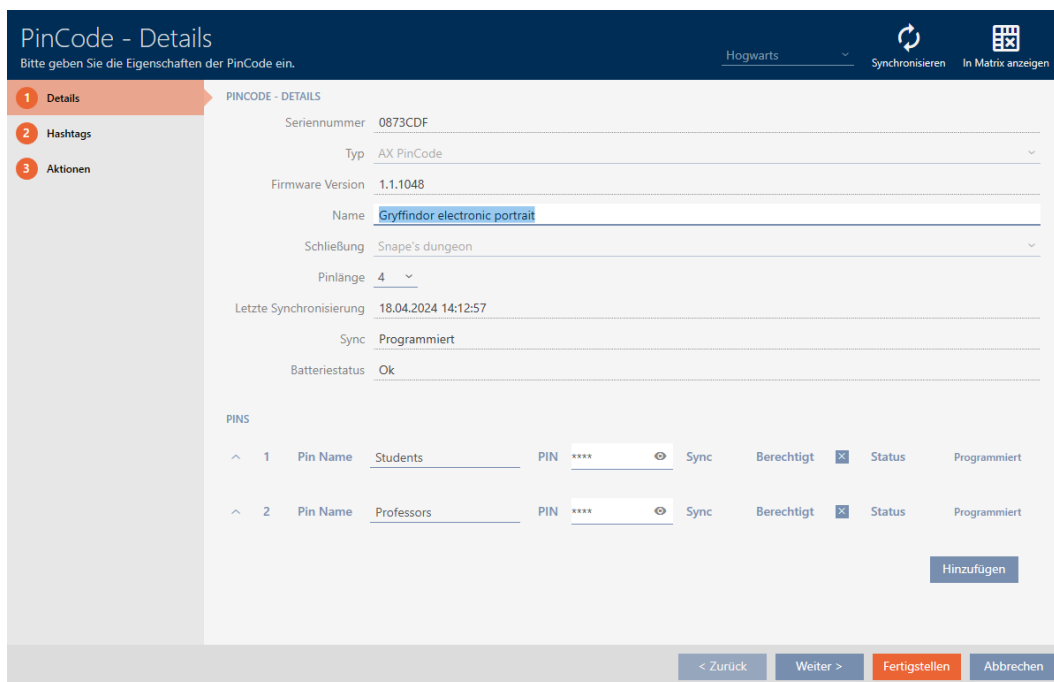 PinCode - Details
Bitte geben Sie die Eigenschaften der PinCode ein.
Hogwarts
Synchronisieren
In Matrix anzeigen
1 Details
2 Hashtags
3 Aktionen
PINCODE - DETAILS
Seriennummer 0873CDF
Typ AX PinCode
Firmware Version 1.1.1048
Name Gryffindor electronic portrait
Schließung Snape's dungeon
Pinlänge 4
Letzte Synchronisierung 18.04.2024 14:12:57
Sync Programmiert
Batteriestatus Ok
PINS
1 Pin Name Students PIN **** Sync Berechtigt Status Programmiert
2 Pin Name Professors PIN **** Sync Berechtigt Status Programmiert
Hinzufügen
< Zurück Weiter > Fertigstellen Abbrechen